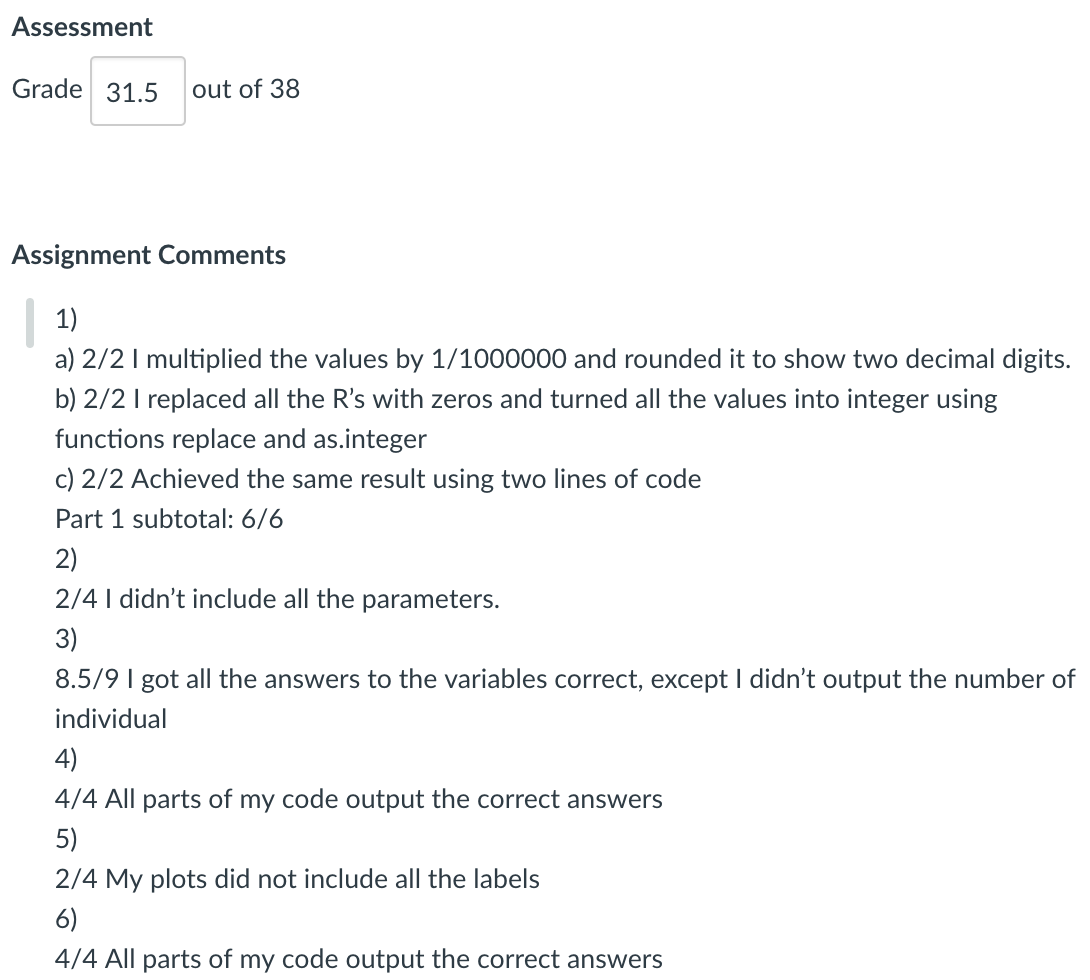 Assessment
Grade 31.5 out of 38
Assignment Comments
1)
a) 2/2 I multiplied the values by 1/1000000 and rounded it to show two decimal digits.
b) 2/2 I replaced all the R’s with zeros and turned all the values into integer using
functions replace and as.integer
c) 2/2 Achieved the same result using two lines of code
Part 1 subtotal: 6/6
2)
2/4 I didn’t include all the parameters.
3)
8.5/9 I got all the answers to the variables correct, except I didn’t output the number of
individual
4)
4/4 All parts of my code output the correct answers
5)
2/4 My plots did not include all the labels
6)
4/4 All parts of my code output the correct answers